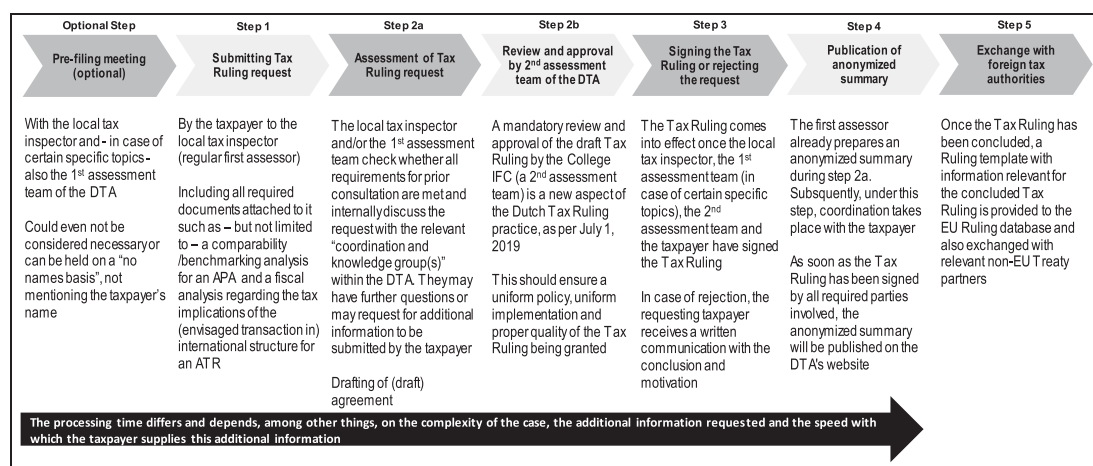 Optional Step
Pre-filing meeting
(optional)
With the local tax
inspector and - in case of
certain specific topics -
also the 1st assessment
team of the DTA
Could even not be
considered necessary or
can be held on a “no
names basis”, not
mentioning the taxpayer’s
name
Step 1
Submitting Tax
Ruling request
By the taxpayer to the
local tax inspector
(regular first assessor)
Including all required
documents attached to it
such as – but not limited
to – a comparability
/benchmarking analysis
for an APA and a fiscal
analysis regarding the tax
implications of the
(envisaged transaction in)
international structure for
an ATR
Step 2a
Assessment of Tax
Ruling request
The local tax inspector
and/or the 1st assessment
team check whether all
requirements for prior
consultation are met and
internally discuss the
request with the relevant
“coordination and
knowledge group(s)”
within the DTA. They may
have further questions or
may request for additional
information to be
submitted by the taxpayer
Drafting of (draft)
agreement
Step 2b
Review and approval
by 2nd assessment
team of the DTA
A mandatory review and
approval of the draft Tax
Ruling by the College
IFC (a 2nd assessment
team) is a new aspect of
the Dutch Tax Ruling
practice, as per July 1,
2019
This should ensure a
uniform policy, uniform
implementation and
proper quality of the Tax
Ruling being granted
Step 3
Signing the Tax
Ruling or rejecting
the request
The Tax Ruling comes
into effect once the local
tax inspector, the 1st
assessment team (in
case of certain specific
topics), the 2nd
assessment team and
the taxpayer have signed
the Tax Ruling
In case of rejection, the
requesting taxpayer
receives a written
communication with the
conclusion and
motivation
Step 4
Publication of
anonymized
summary
The first assessor
already prepares an
anonymized summary
during step 2a.
Subsquently, under this
step, coordination takes
place with the taxpayer
As soon as the Tax
Ruling has been signed
by all required parties
involved, the
anonymized summary
will be published on the
DTA's website
Step 5
Exchange with
foreign tax
authorities
Once the Tax Ruling has
been concluded, a
Ruling template with
information relevant for
the concluded Tax
Ruling is provided to the
EU Ruling database and
also exchanged with
relevant non-EU Treaty
partners
The processing time differs and depends, among other things, on the complexity of the case, the additional information requested and the speed with
which the taxpayer supplies this additional information